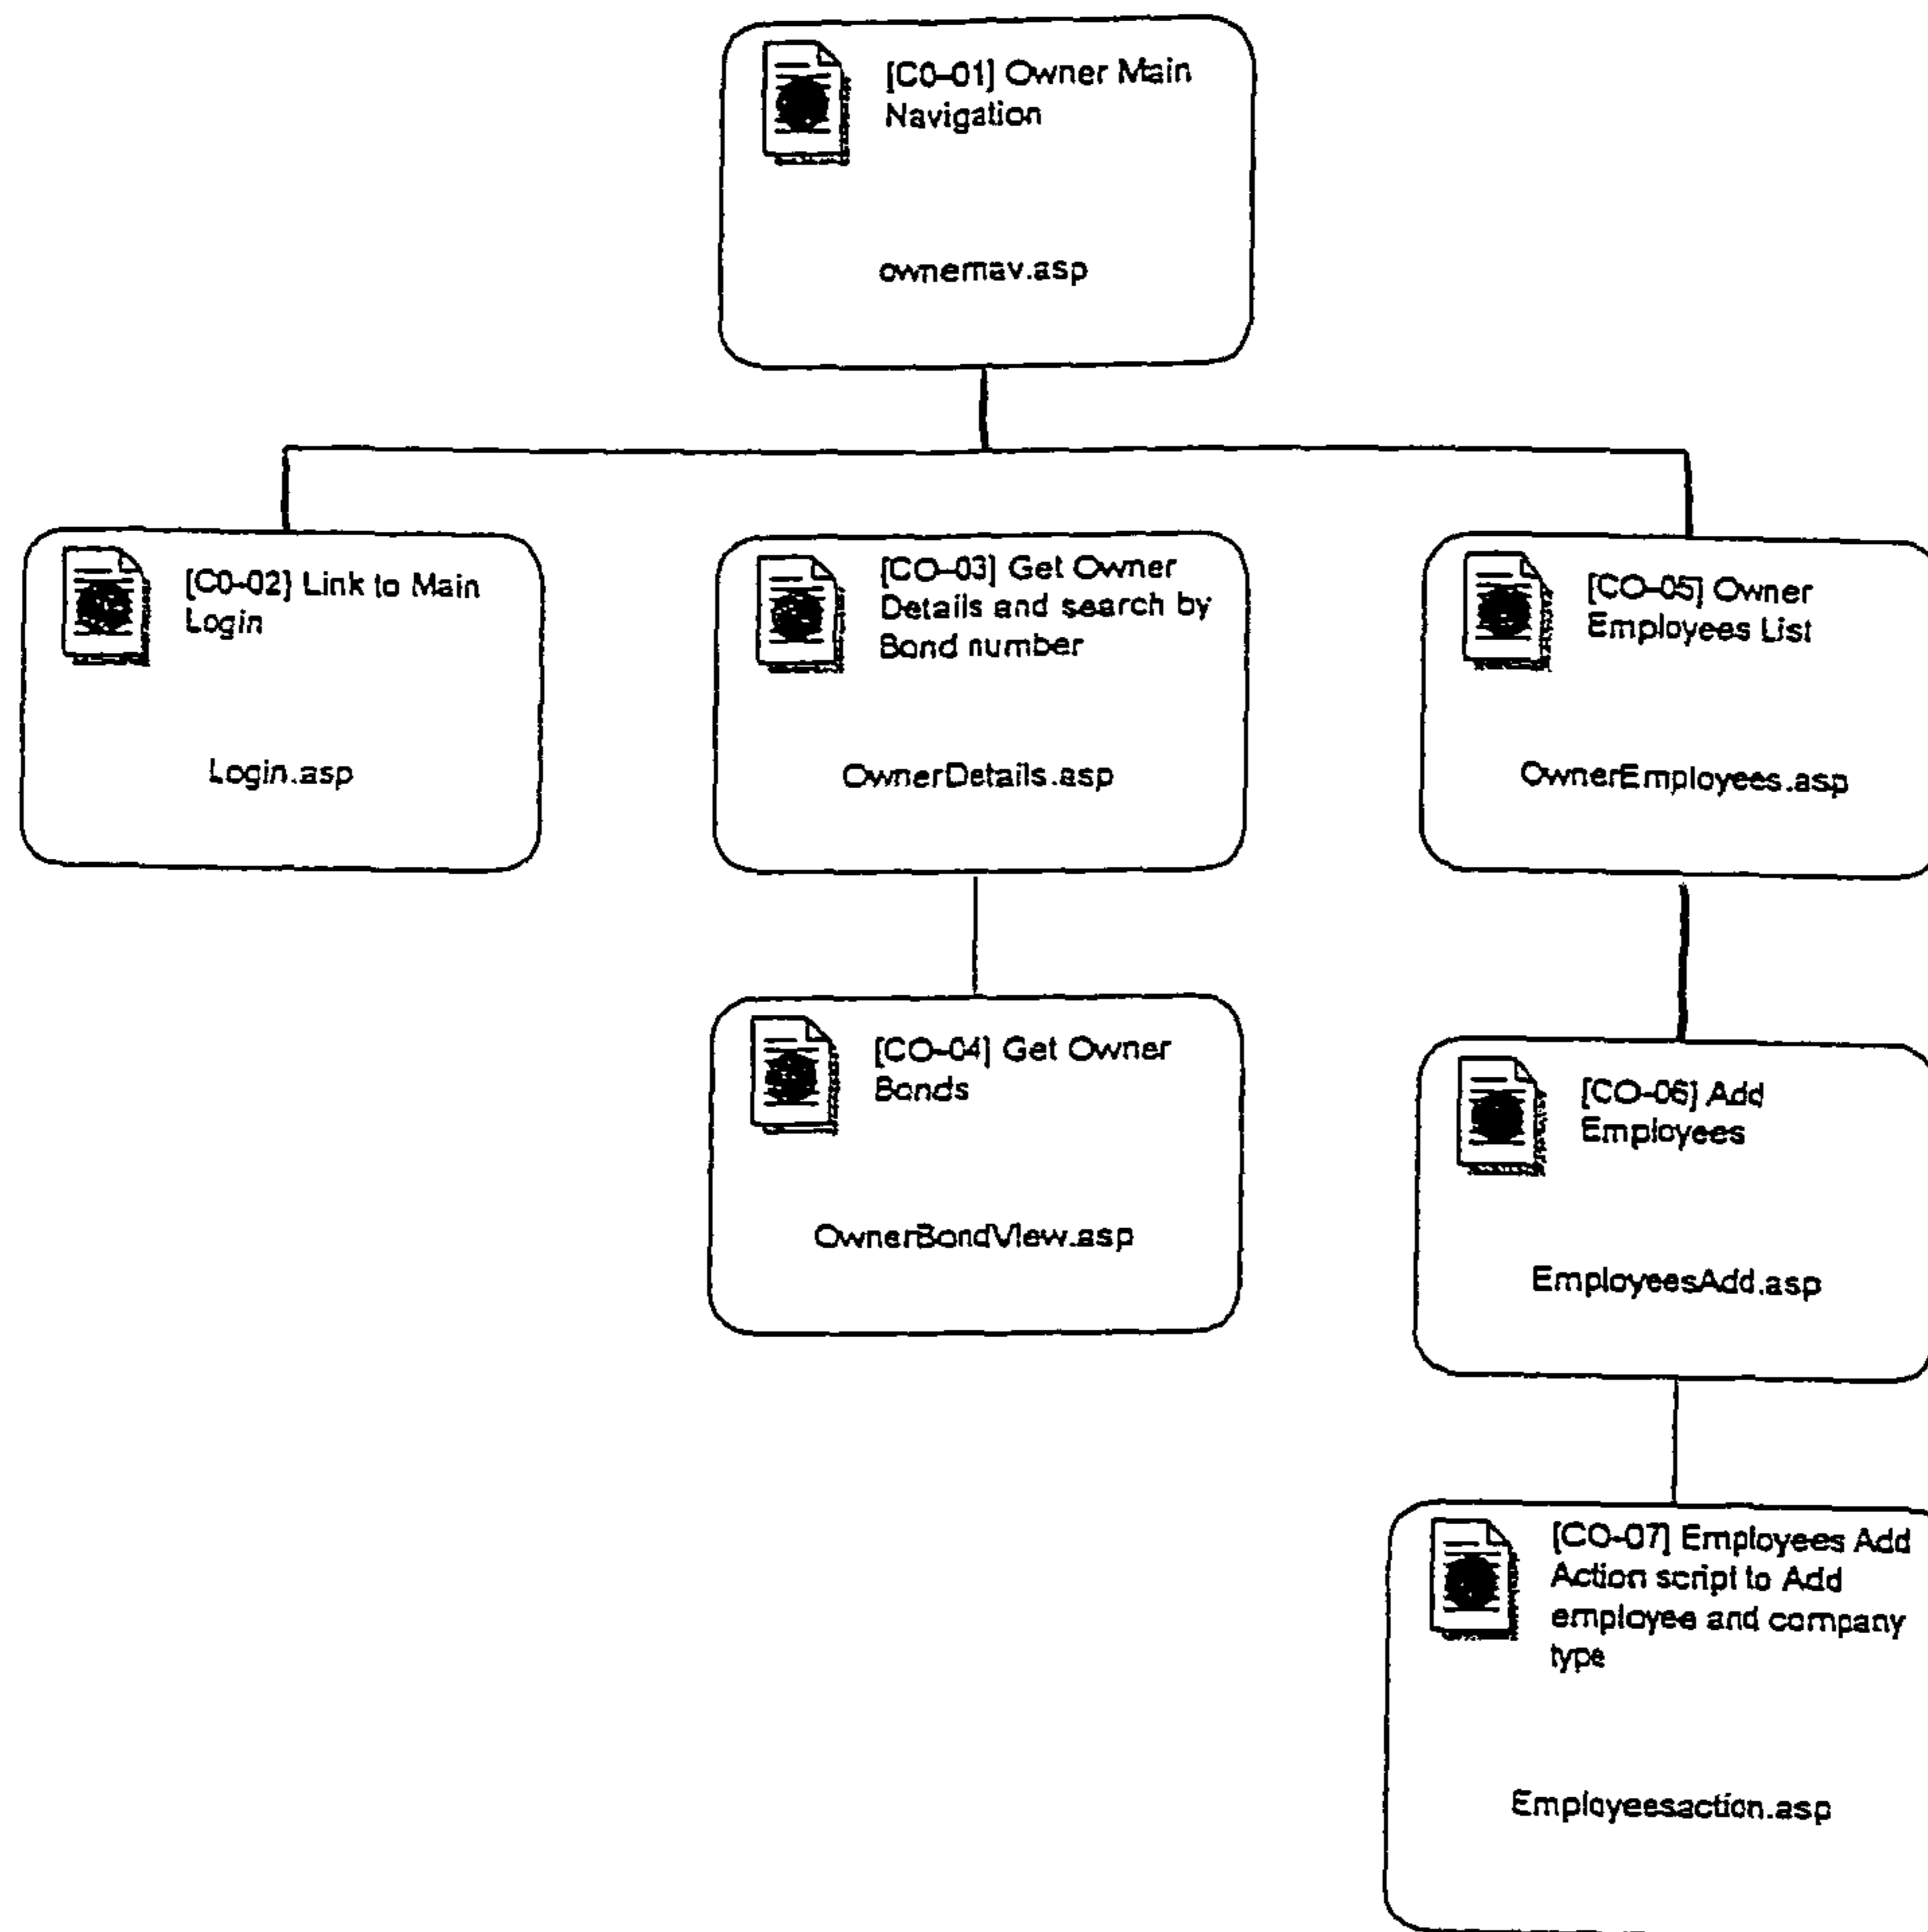 [C0-01] Owner Main
Navigation
ownernav.asp
[C0-02] Link to Main
Login
Login.asp
[CO-03] Get Owner
Details and search by
Bond number
OwnerDetails.asp
[CO-05] Owner
Employees List
OwnerEmployees.asp
[CO-04] Get Owner
Bonds
OwnerBondView.asp
[CO-06] Add
Employees
EmployeesAdd.asp
[CO-07] Employees Add
Action script to Add
employee and company
type
Employeesaction.asp